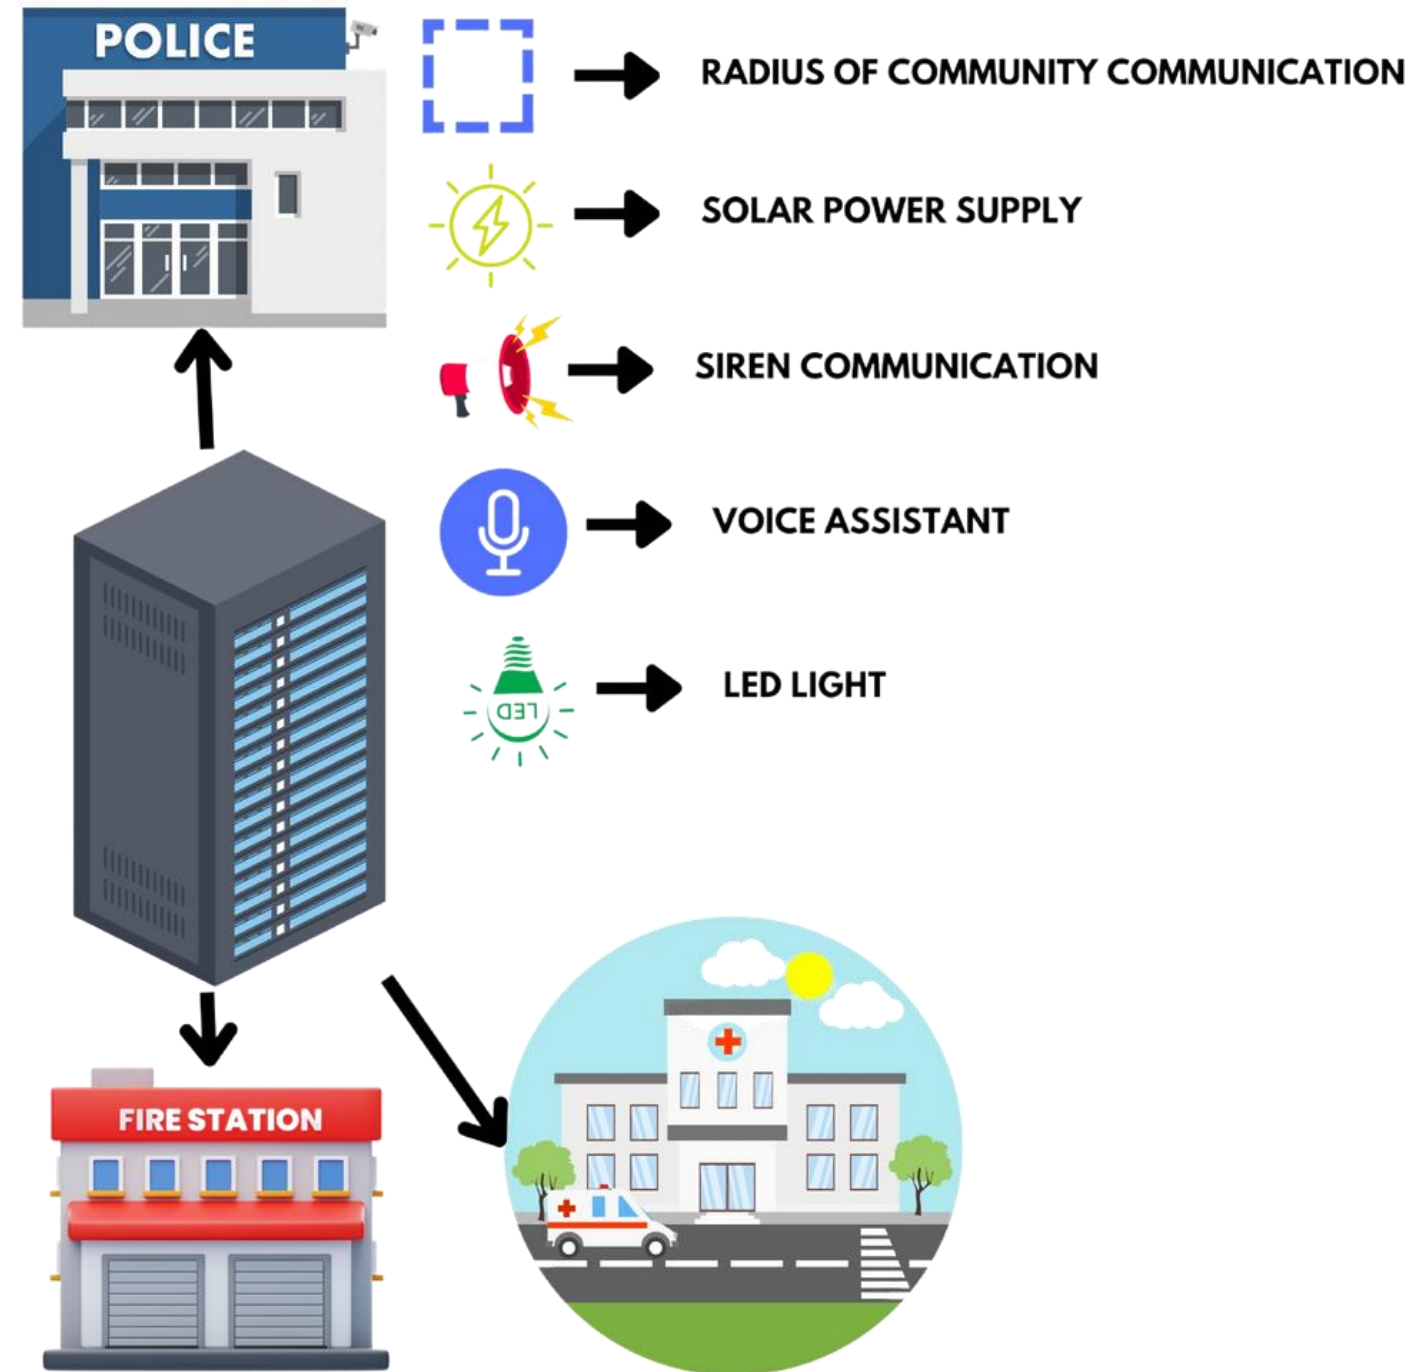 POLICE
RADIUS OF COMMUNITY COMMUNICATION
SOLAR POWER SUPPLY
SIREN COMMUNICATION
VOICE ASSISTANT
LED
LED LIGHT
FIRE STATION